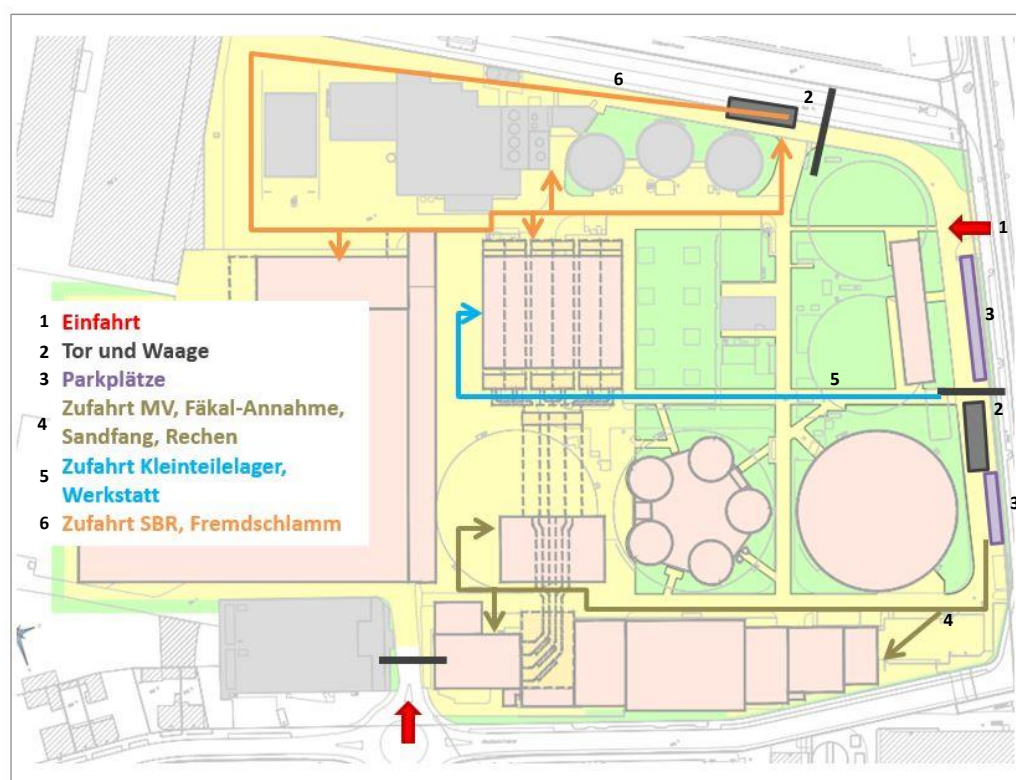 6
2
1
3
1 Einfahrt
2 Tor und Waage
3 Parkplätze
4 Zufahrt MV, Fäkal-Annahme,
Sandfang, Rechen
5 Zufahrt Kleinteilelager,
Werkstatt
6 Zufahrt SBR, Fremdschlamm
5
2
3
4